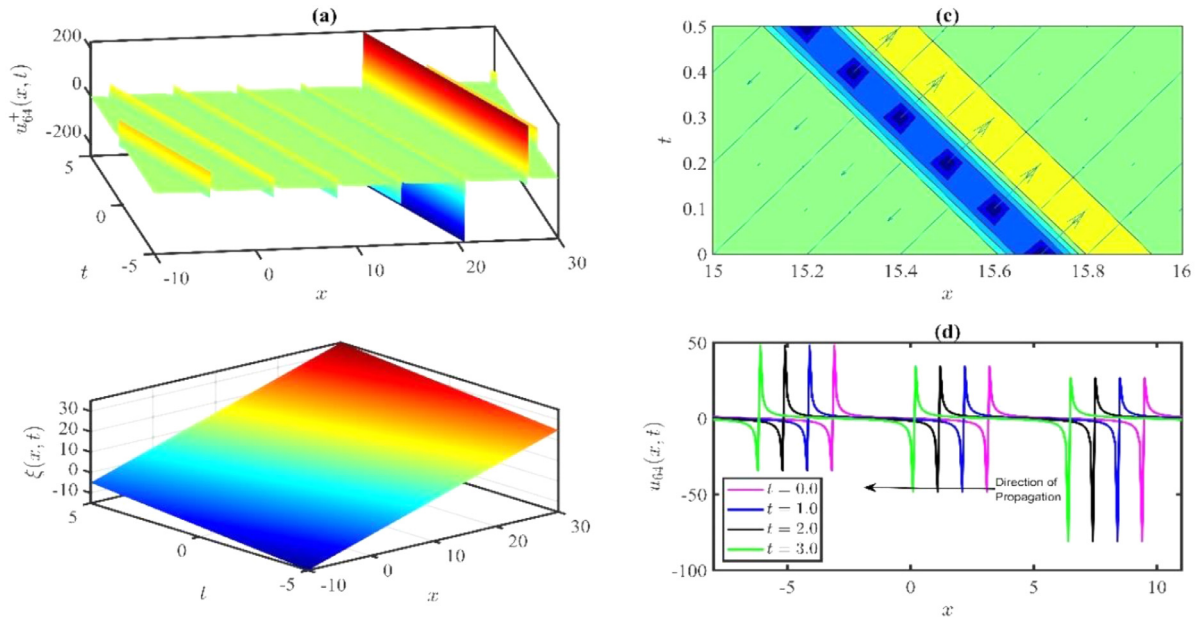 (a)
200
0
-200
u⁺₆₄(x, t)
5
0
-5
t
-10
0
10
20
30
x
(c)
0.5
0.4
0.3
0.2
0.1
0
t
15
15.2
15.4
15.6
15.8
16
x
30
20
10
0
-10
ξ(x, t)
5
0
-5
t
-10
0
10
20
30
x
(d)
50
0
-50
-100
u₆₄(x, t)
Direction of
Propagation
t = 0.0
t = 1.0
t = 2.0
t = 3.0
-5
0
5
10
x